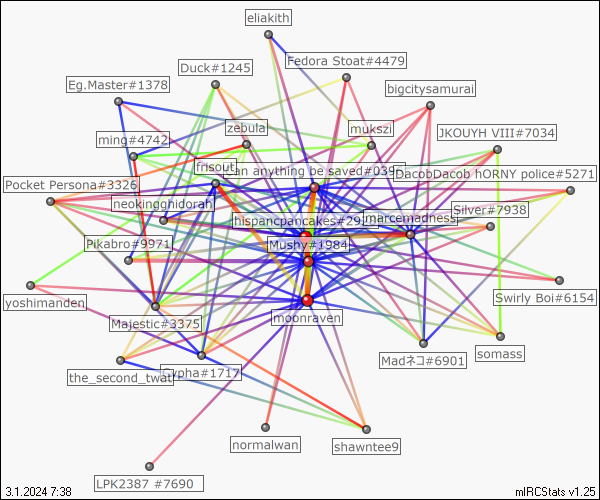 eliakith
Fedora Stoat#4479
Duck#1245
Eg.Master#1378
bigcitysamurai
zebula
mukszi
JKOUYH VIII#7034
ming#4742
frisout
an anything be saved#039
DacobDacob hORNY police#5271
Pocket Persona#3326
neokingghidorah
hispancpancakes#29
marcemadness
Silver#7938
Mushy#1984
Pikabro#9971
Swirly Boi#6154
yoshimanden
Majestic#3375
moonraven
Madネコ#6901
somass
the_second_twat
Cypha#1717
normalwan
shawntee9
LPK2387 #7690
3.1.2024 7:38
mIRCStats v1.25